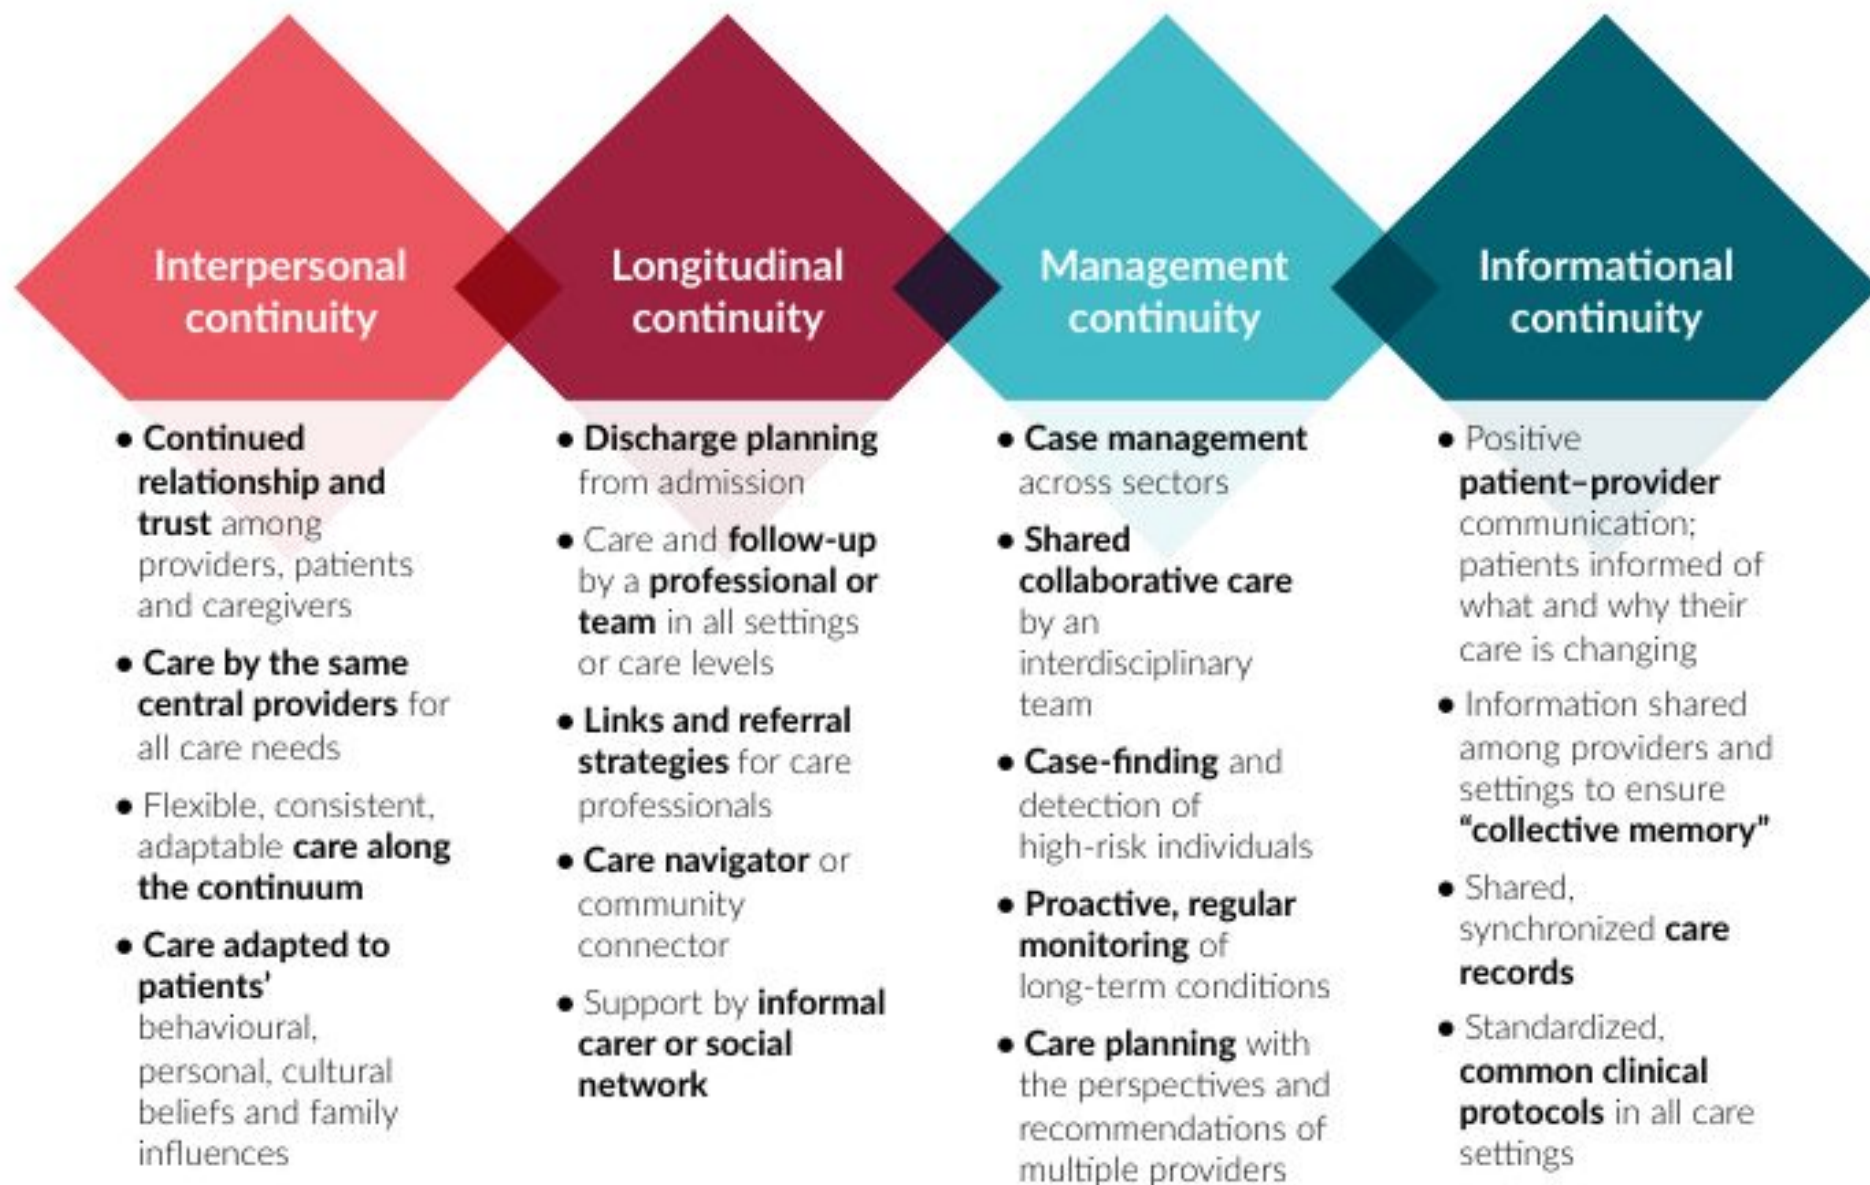 Interpersonal
continuity
• Continued
relationship and
trust among
providers, patients
and caregivers
• Care by the same
central providers for
all care needs
• Flexible, consistent,
adaptable care along
the continuum
• Care adapted to
patients’
behavioural,
personal, cultural
beliefs and family
influences
Longitudinal
continuity
• Discharge planning
from admission
• Care and follow-up
by a professional or
team in all settings
or care levels
• Links and referral
strategies for care
professionals
• Care navigator or
community
connector
• Support by informal
carer or social
network
Management
continuity
• Case management
across sectors
• Shared
collaborative care
by an
interdisciplinary
team
• Case-finding and
detection of
high-risk individuals
• Proactive, regular
monitoring of
long-term conditions
• Care planning with
the perspectives and
recommendations of
multiple providers
Informational
continuity
• Positive
patient–provider
communication;
patients informed of
what and why their
care is changing
• Information shared
among providers and
settings to ensure
“collective memory”
• Shared,
synchronized care
records
• Standardized,
common clinical
protocols in all care
settings